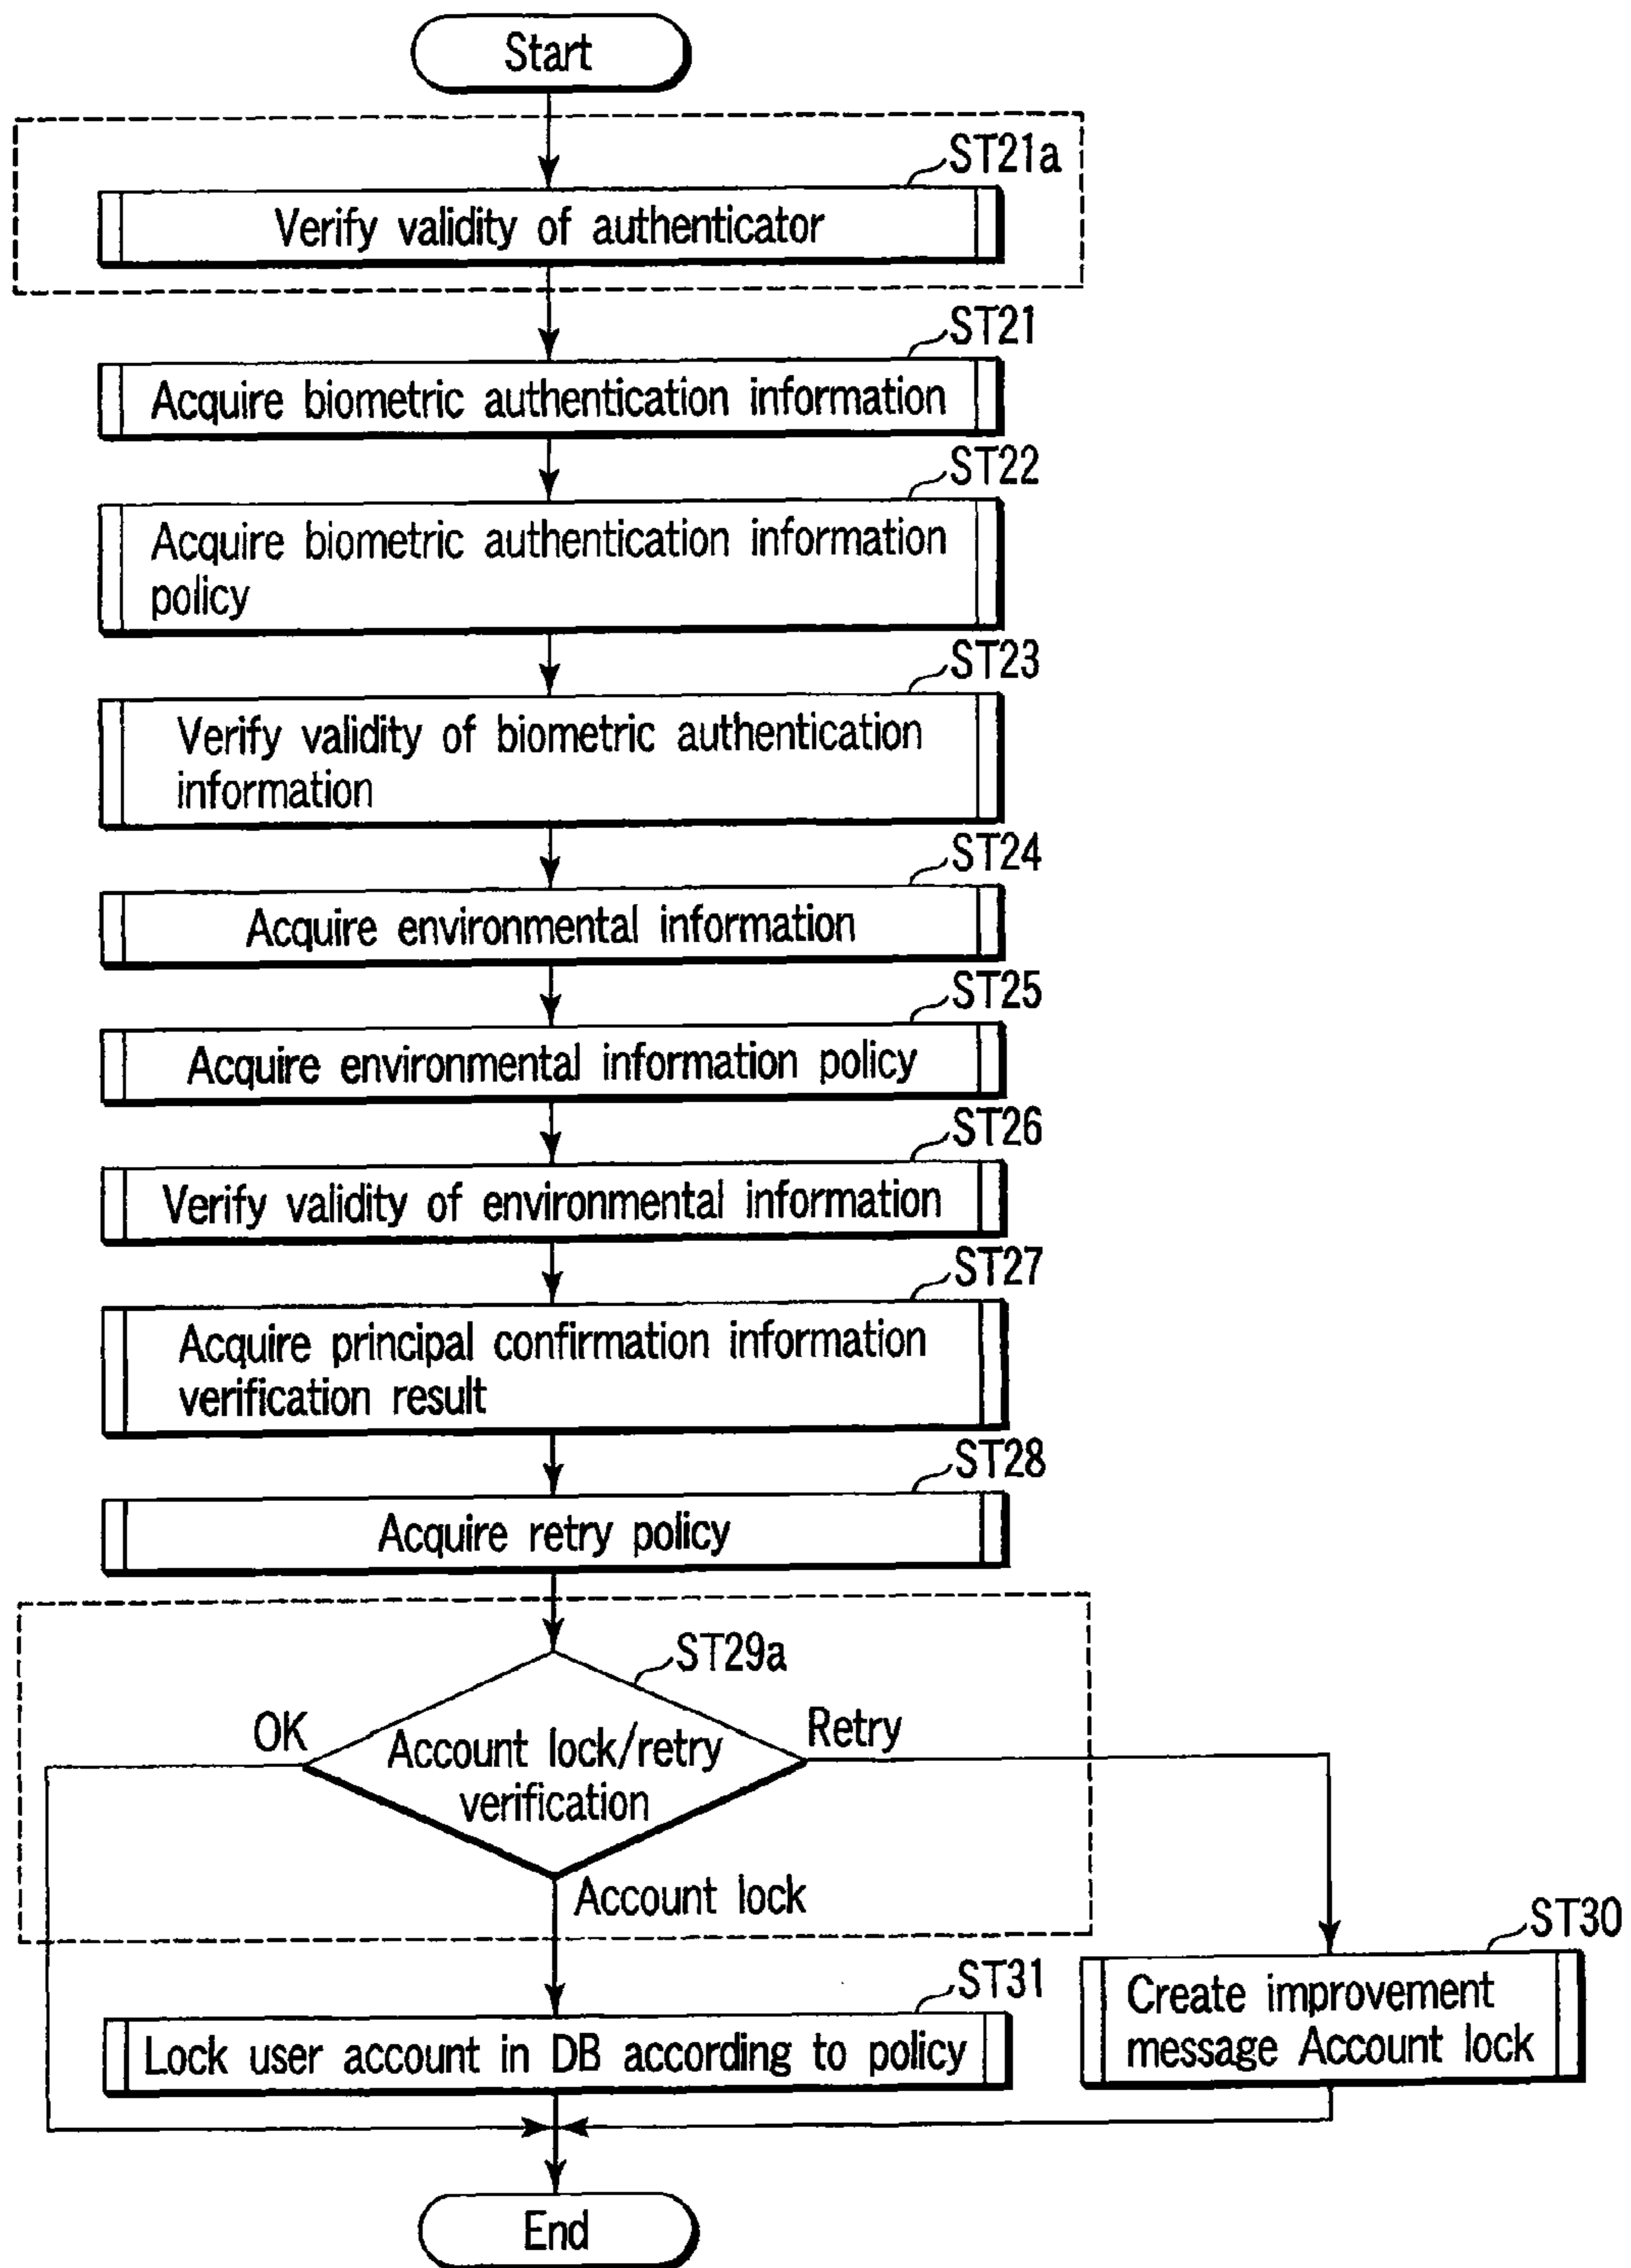 Start
ST21a
Verify validity of authenticator
ST21
Acquire biometric authentication information
ST22
Acquire biometric authentication information
policy
ST23
Verify validity of biometric authentication
information
ST24
Acquire environmental information
ST25
Acquire environmental information policy
ST26
Verify validity of environmental information
ST27
Acquire principal confirmation information
verification result
ST28
Acquire retry policy
ST29a
OK
Retry
Account lock/retry
verification
Account lock
ST30
Create improvement
message Account lock
ST31
Lock user account in DB according to policy
End